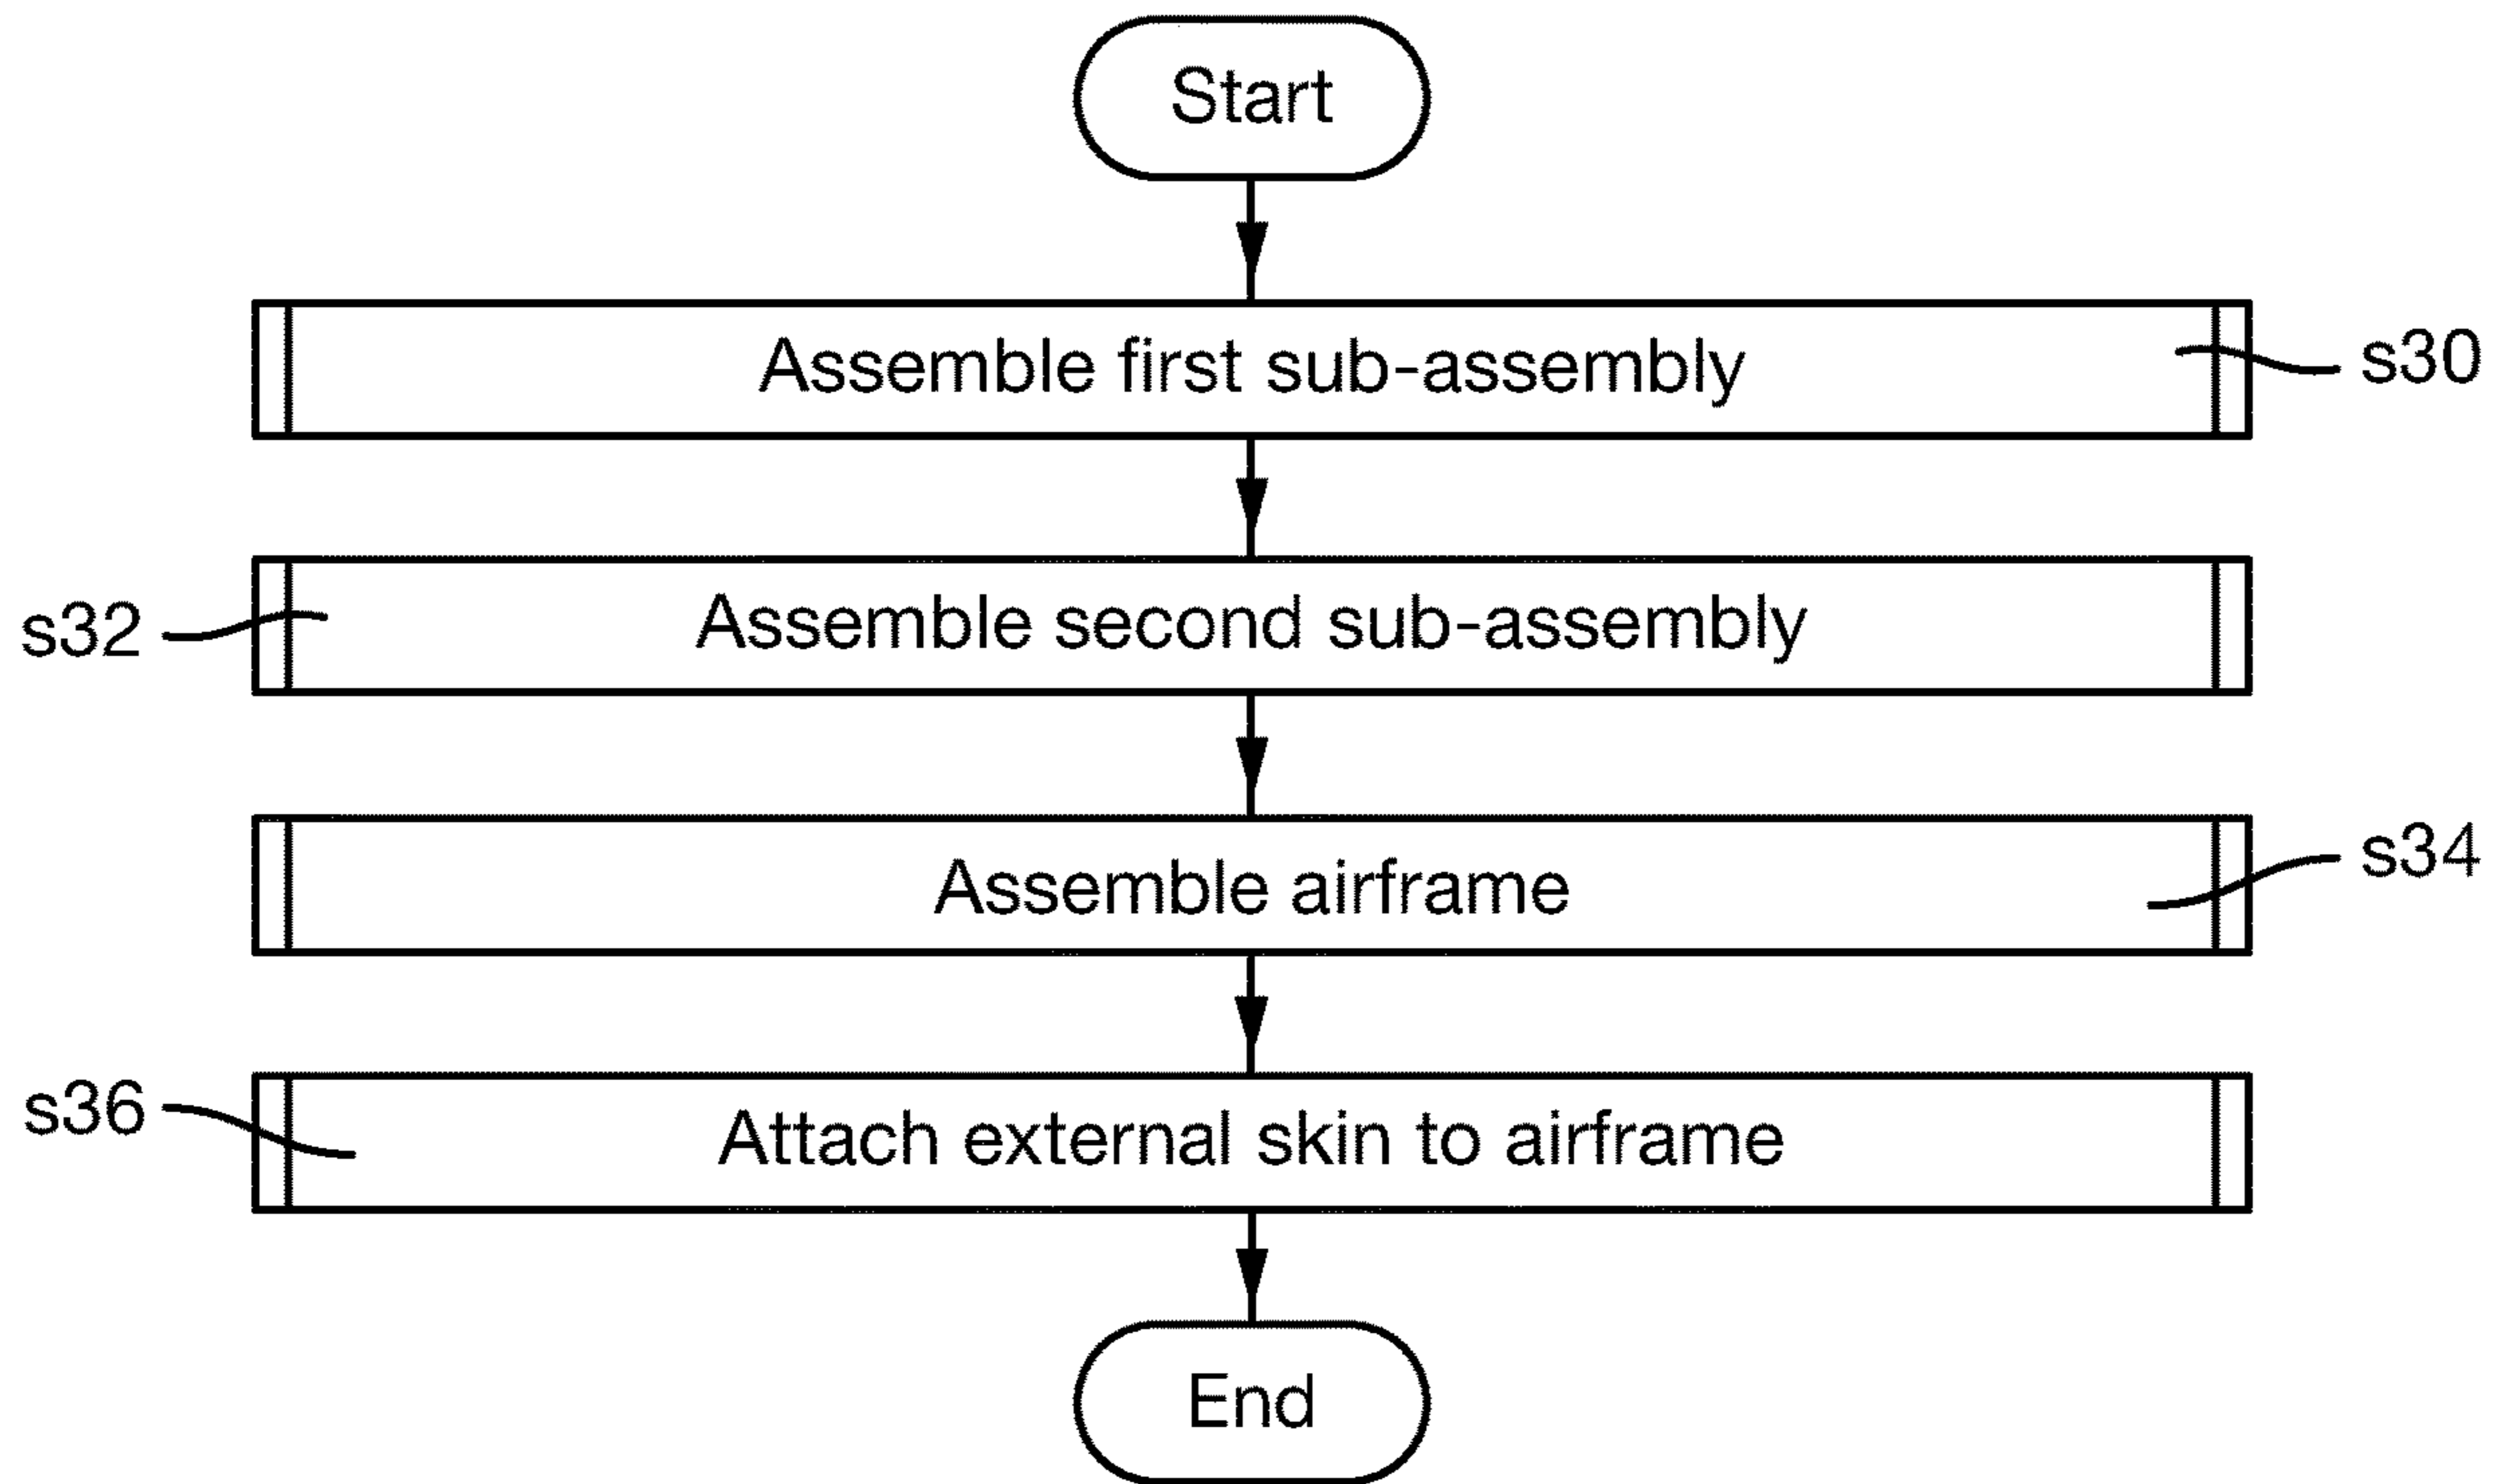 Start
Assemble first sub-assembly
s30
s32
Assemble second sub-assembly
Assemble airframe
s34
s36
Attach external skin to airframe
End